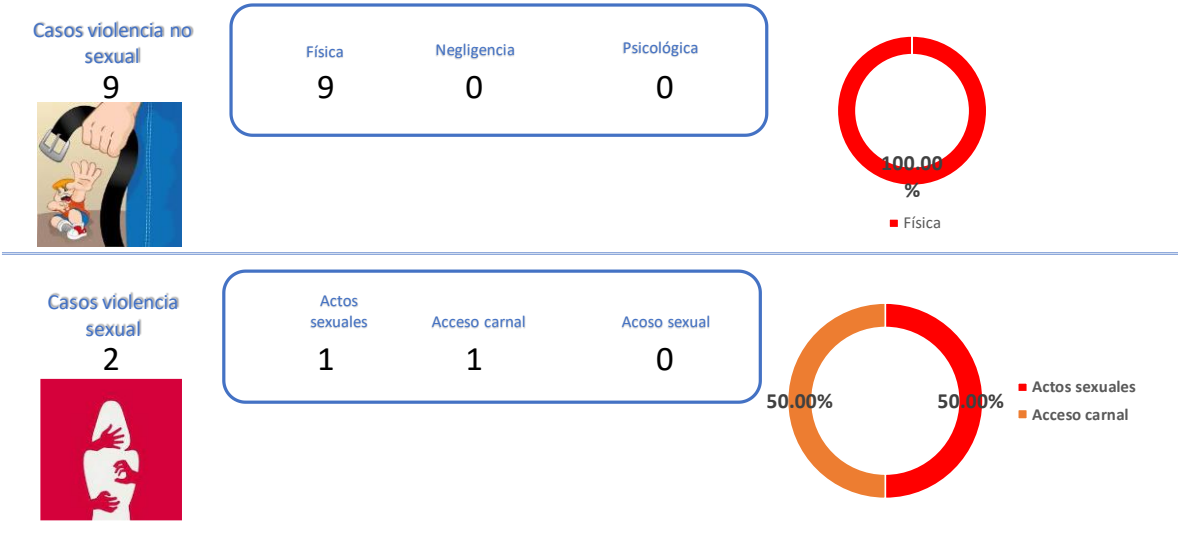 Casos violencia no
sexual
9
Física
Negligencia
Psicológica
9
0
0
100.00
%
Física
Casos violencia
sexual
2
Actos
sexuales
Acceso carnal
Acoso sexual
1
1
0
50.00%
50.00%
Actos sexuales
Acceso carnal